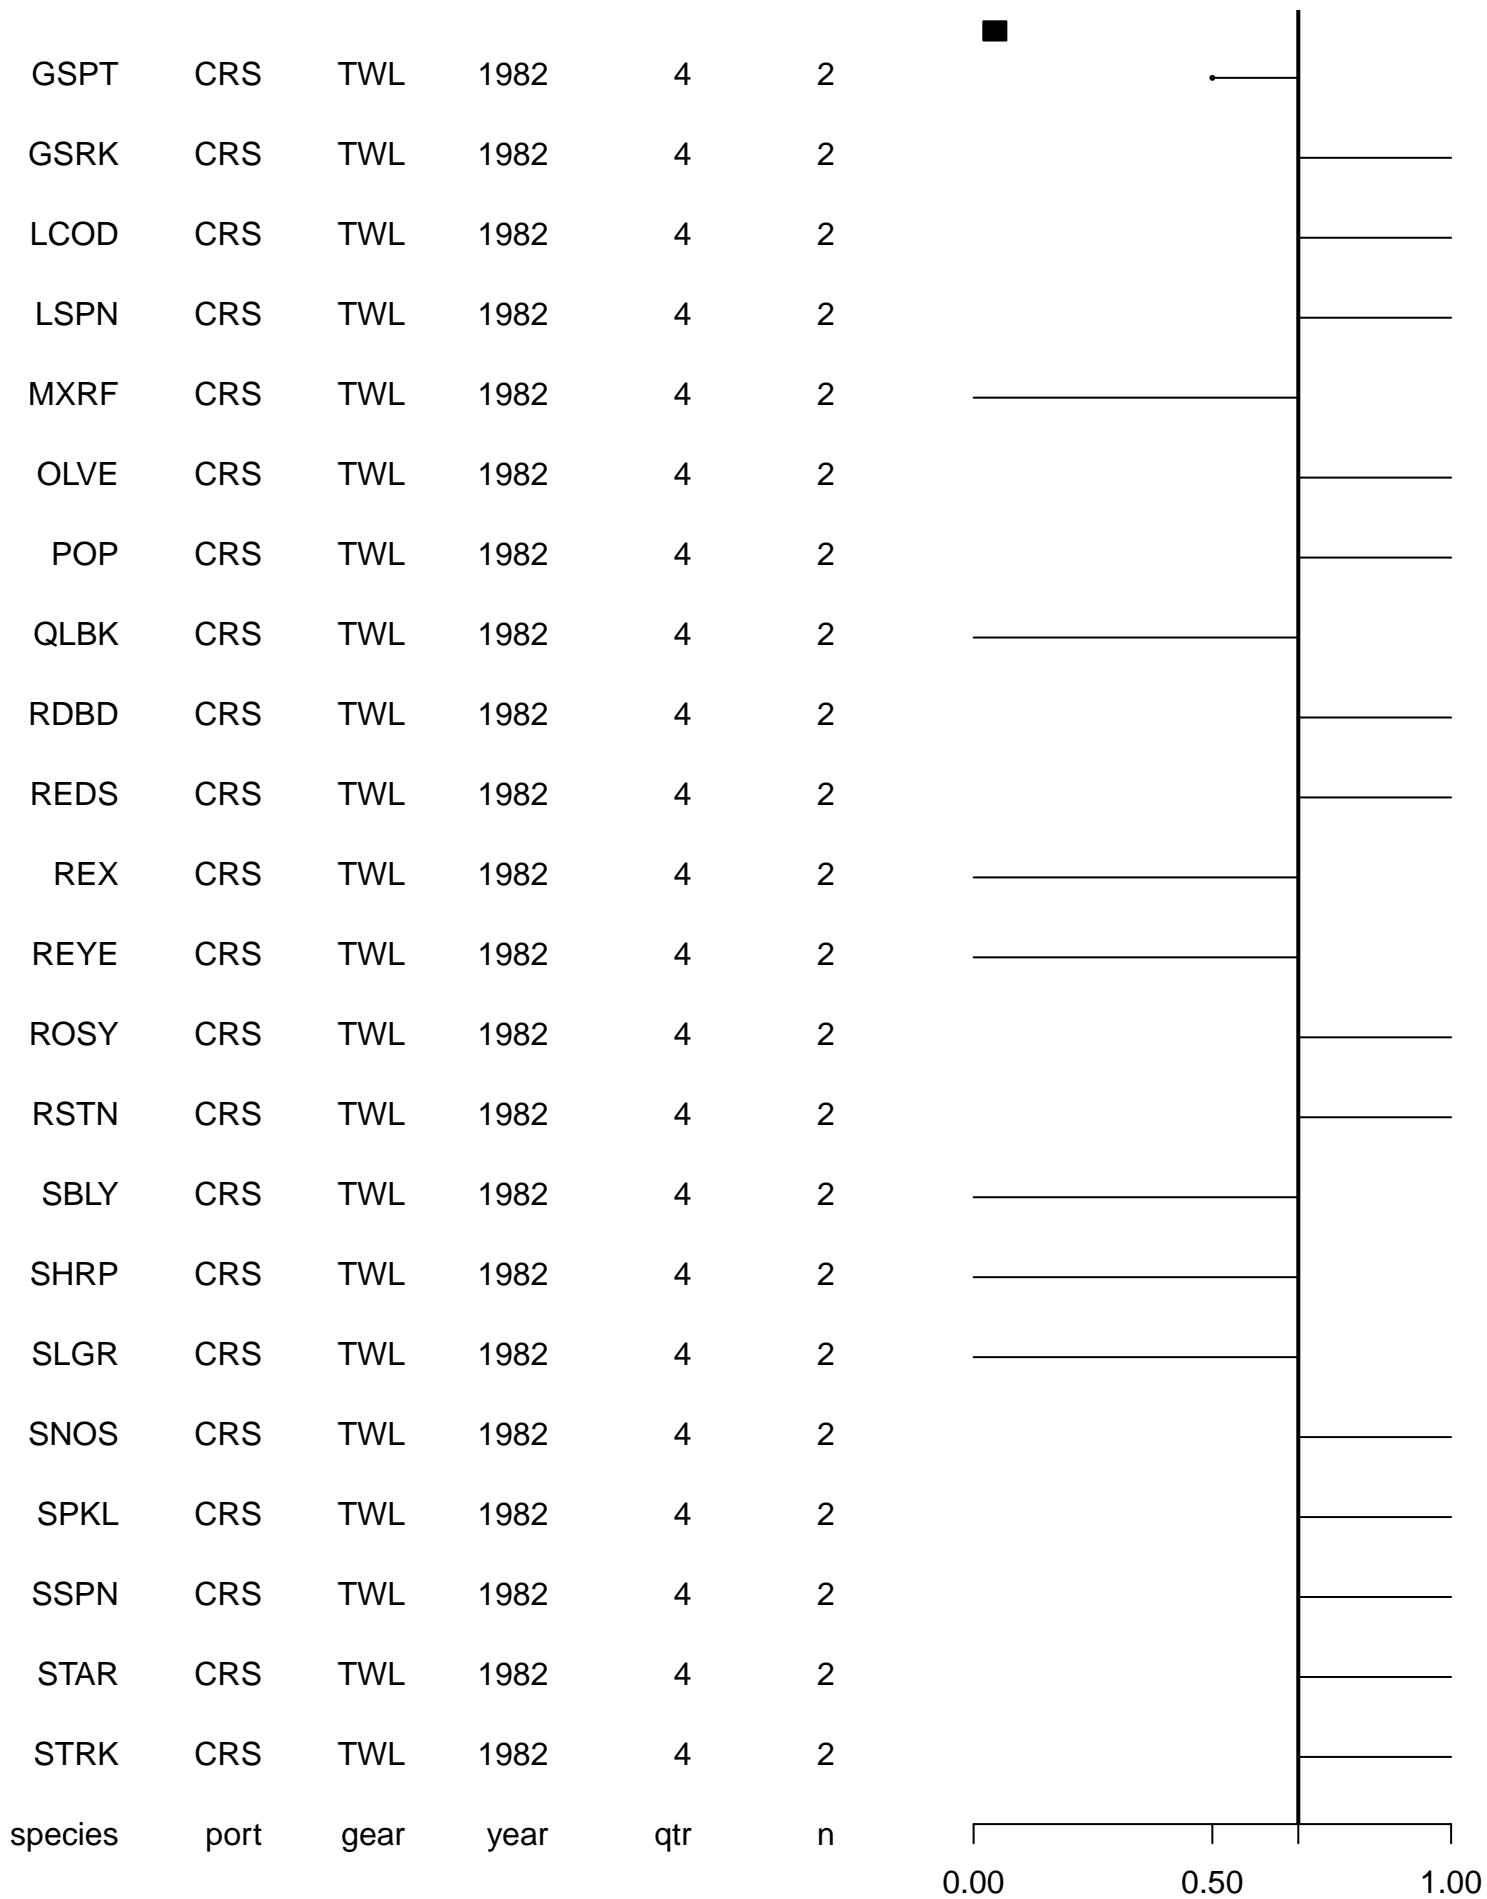 GSPT CRS TWL 1982 4 2
GSRK CRS TWL 1982 4 2
LCOD CRS TWL 1982 4 2
LSPN CRS TWL 1982 4 2
MXRF CRS TWL 1982 4 2
OLVE CRS TWL 1982 4 2
POP CRS TWL 1982 4 2
QLBK CRS TWL 1982 4 2
RDBD CRS TWL 1982 4 2
REDS CRS TWL 1982 4 2
REX CRS TWL 1982 4 2
REYE CRS TWL 1982 4 2
ROSY CRS TWL 1982 4 2
RSTN CRS TWL 1982 4 2
SBLY CRS TWL 1982 4 2
SHRP CRS TWL 1982 4 2
SLGR CRS TWL 1982 4 2
SNOS CRS TWL 1982 4 2
SPKL CRS TWL 1982 4 2
SSPN CRS TWL 1982 4 2
STAR CRS TWL 1982 4 2
STRK CRS TWL 1982 4 2
species port gear year qtr n
0.00 0.50 1.00